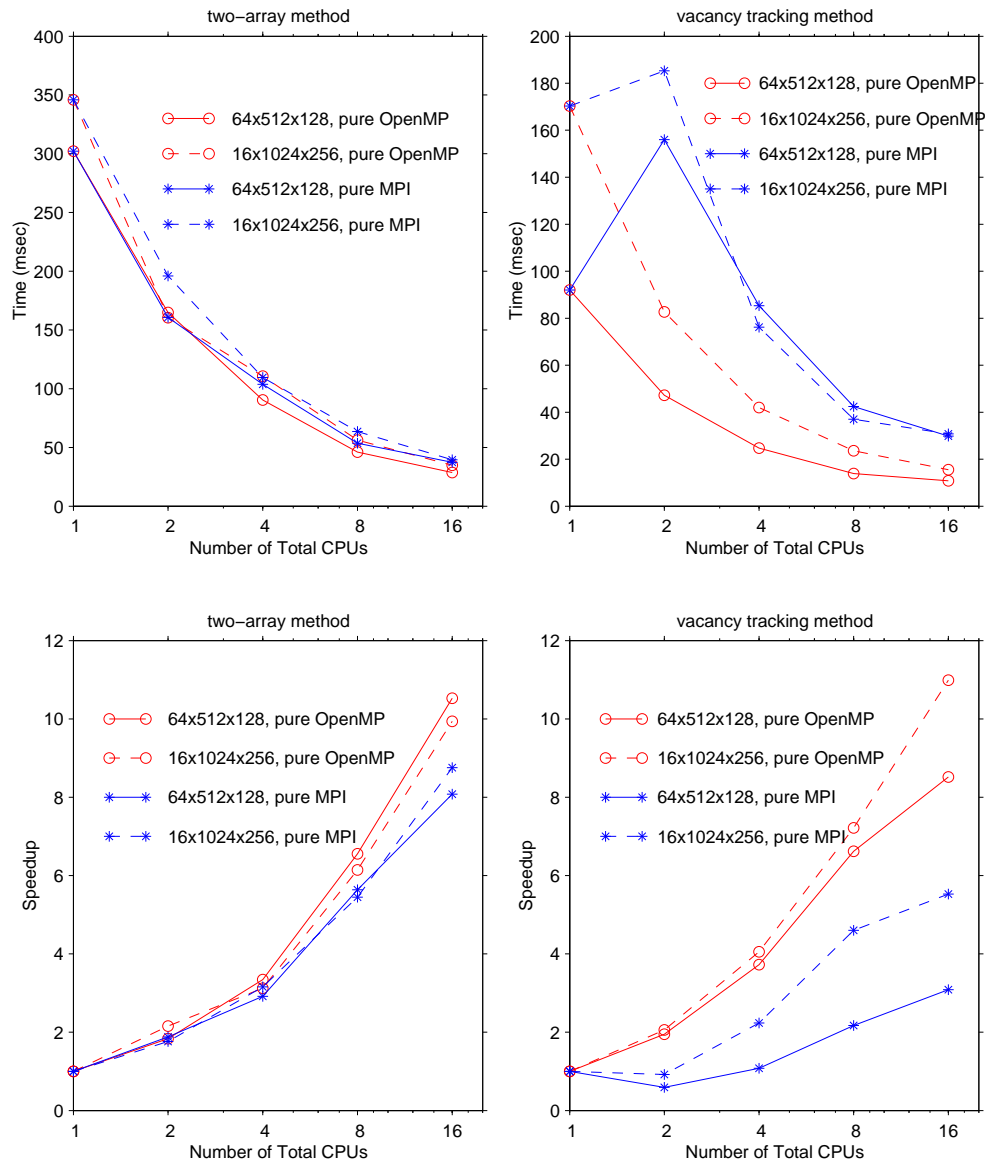 two-array method
400
350
300
250
200
150
100
50
0
Time (msec)
64x512x128, pure OpenMP
16x1024x256, pure OpenMP
64x512x128, pure MPI
16x1024x256, pure MPI
1 2 4 8 16
Number of Total CPUs
vacancy tracking method
200
180
160
140
120
100
80
60
40
20
0
Time (msec)
64x512x128, pure OpenMP
16x1024x256, pure OpenMP
64x512x128, pure MPI
16x1024x256, pure MPI
1 2 4 8 16
Number of Total CPUs
two-array method
12
10
8
6
4
2
0
Speedup
64x512x128, pure OpenMP
16x1024x256, pure OpenMP
64x512x128, pure MPI
16x1024x256, pure MPI
1 2 4 8 16
Number of Total CPUs
vacancy tracking method
12
10
8
6
4
2
0
Speedup
64x512x128, pure OpenMP
16x1024x256, pure OpenMP
64x512x128, pure MPI
16x1024x256, pure MPI
1 2 4 8 16
Number of Total CPUs